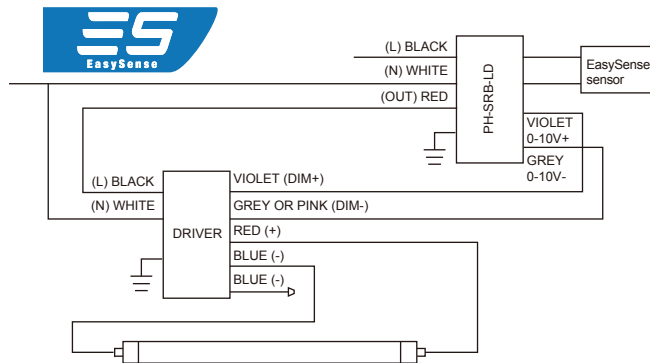 ES
EasySense
(L) BLACK
(N) WHITE
(OUT) RED
PH-SRB-LD
EasySense
sensor
VIOLET
0-10V+
GREY
0-10V-
(L) BLACK
(N) WHITE
DRIVER
VIOLET (DIM+)
GREY OR PINK (DIM-)
RED (+)
BLUE (-)
BLUE (-)